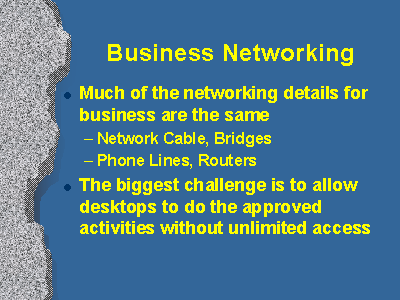 Business Networking
Much of the networking details for
business are the same
– Network Cable, Bridges
– Phone Lines, Routers
The biggest challenge is to allow
desktops to do the approved
activities without unlimited access